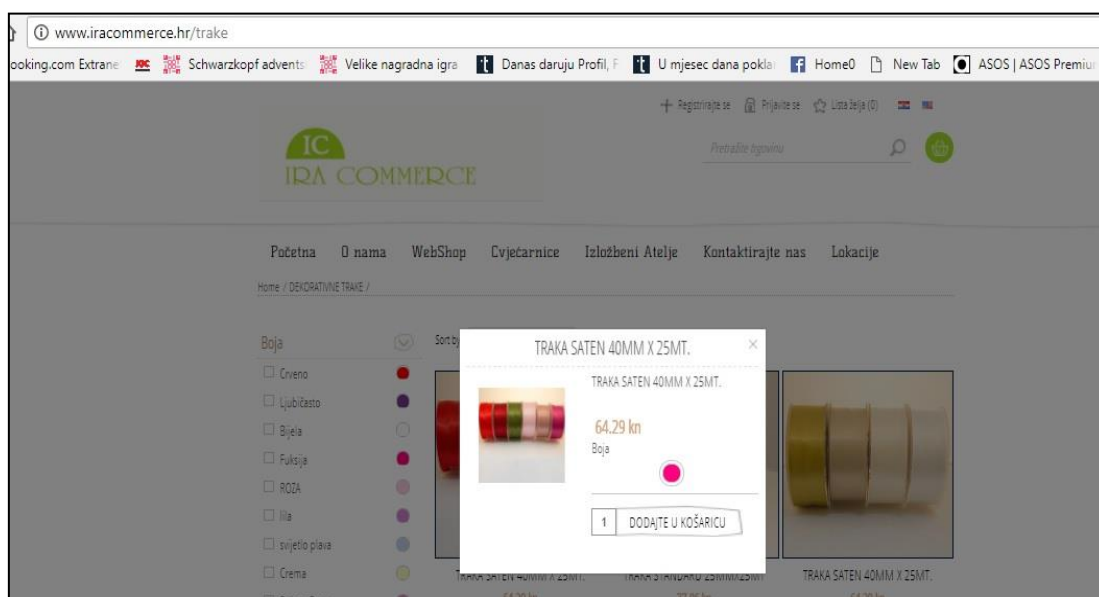 www.iracommerce.hr/trake
ooking.com Extrane Schwarzkopf advents Velike nagradna igra Danas daruju Profil, F U mjesec dana pokla Home0 New Tab ASOS | ASOS Premiu
Registrirajte se Prijavite se Lista želja (0)
IC
IRA COMMERCE
Pretražite trgovinu
Početna O nama WebShop Cvjećarnice Izložbeni Atelje Kontaktirajte nas Lokacije
Home / DEKORATIVNE TRAKE /
Boja
Sort by
Crveno
Ljubičasto
Bijela
Fuksija
ROZA
lila
svijetlo plava
Crema
TRAKA SATEN 40MM X 25MT.
TRAKA SATEN 40MM X 25MT.
64.29 kn
Boja
1 DODAJTE U KOŠARICU
TRAKA SATEN 40MM X 25MT. TRAKA STANDARD 25MMX25MT TRAKA SATEN 40MM X 25MT.